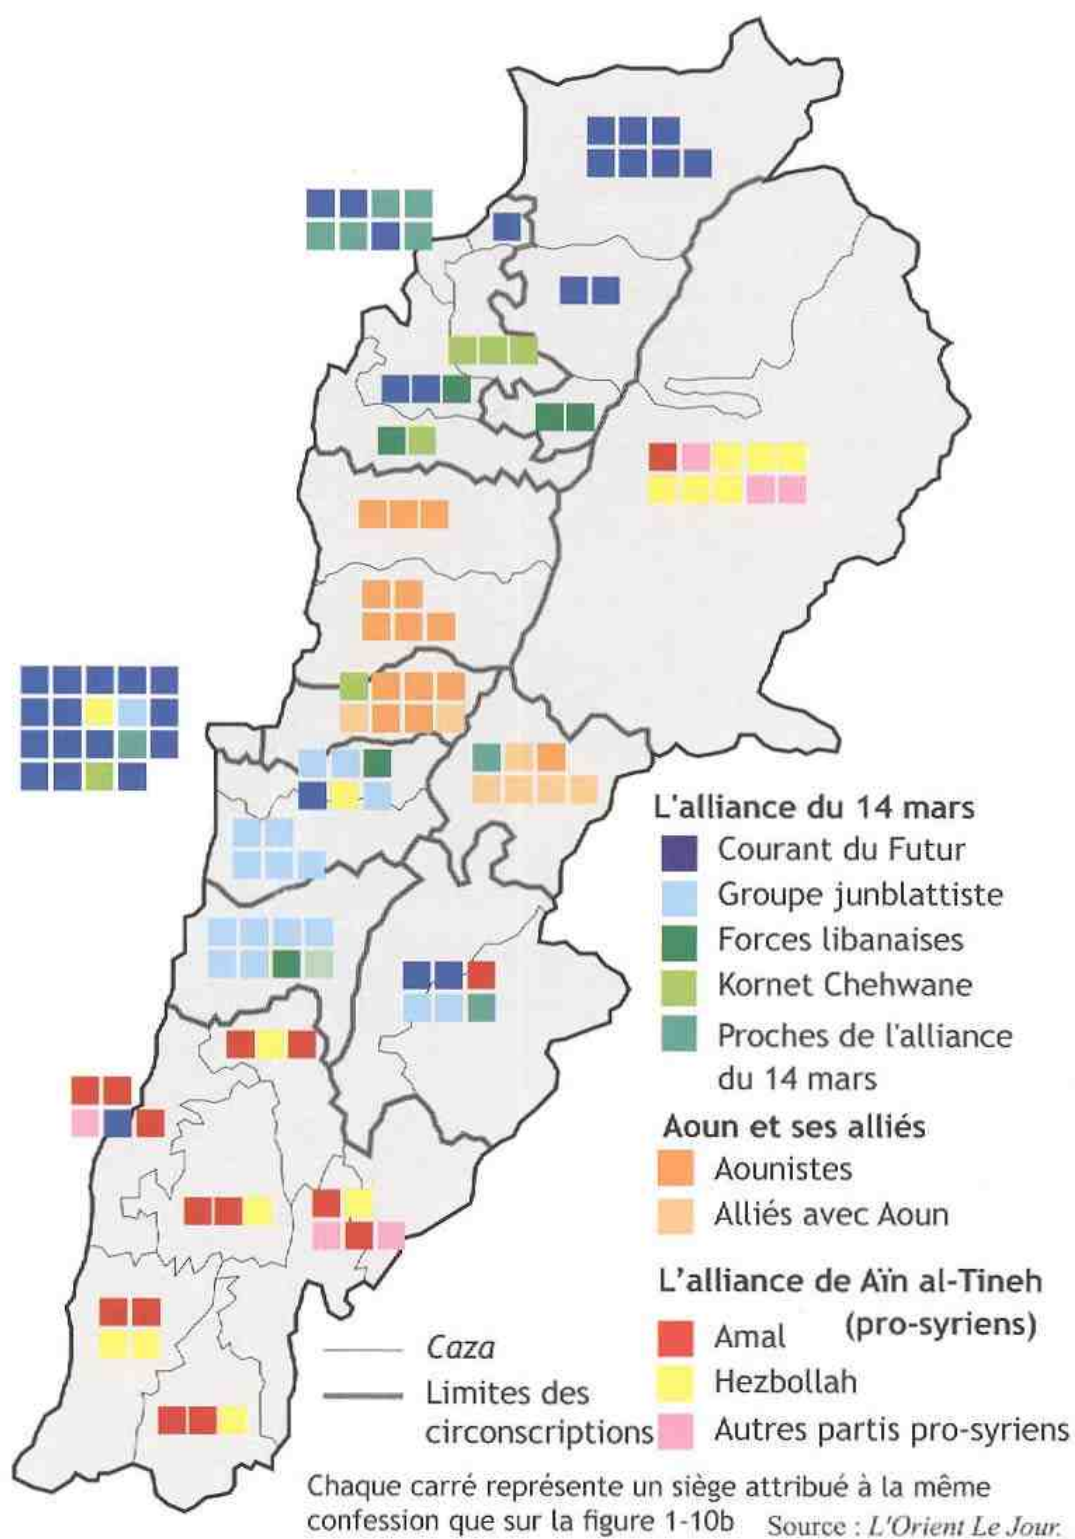 L'alliance du 14 mars
Courant du Futur
Groupe junblattiste
Forces libanaises
Kornet Chehwane
Proches de l'alliance
du 14 mars
Aoun et ses alliés
Aounistes
Alliés avec Aoun
L'alliance de Aïn al-Tineh
(pro-syriens)
Amal
Hezbollah
Autres partis pro-syriens
Caza
Limites des
circonscriptions
Chaque carré représente un siège attribué à la même
confession que sur la figure 1-10b
Source : L'Orient Le Jour.